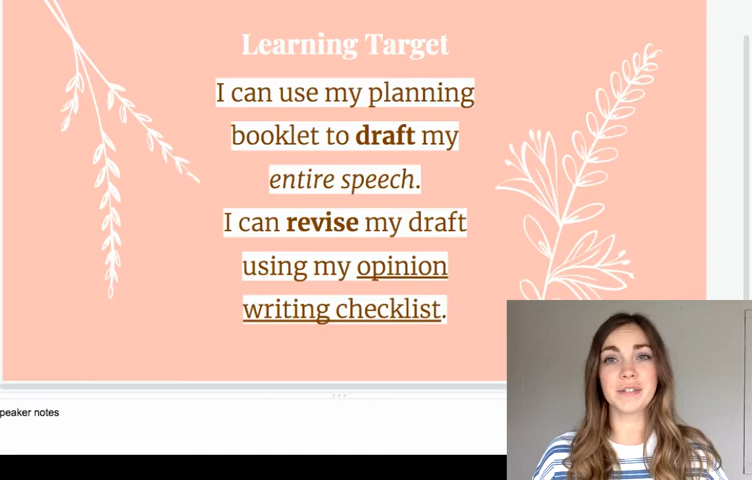 Learning Target
I can use my planning
booklet to draft my
entire speech.
I can revise my draft
using my opinion
writing checklist.
peaker notes